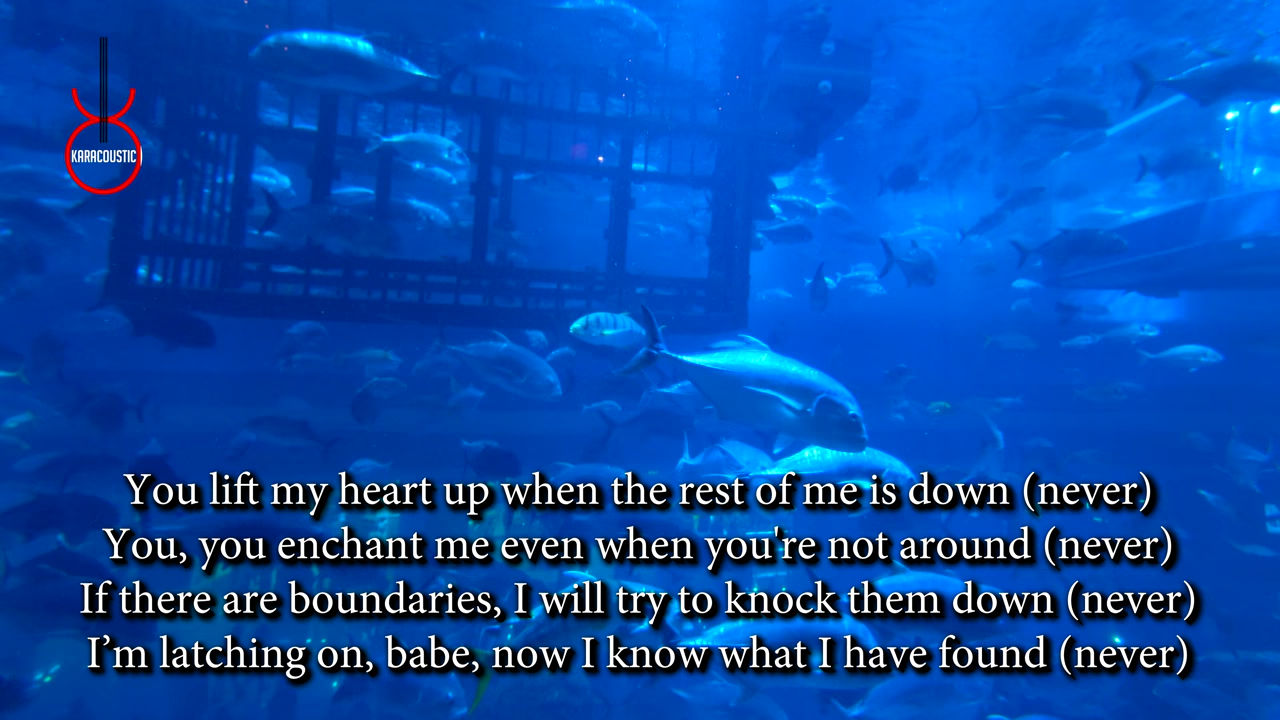 KARACOUSTIC
You lift my heart up when the rest of me is down (never)
You, you enchant me even when you're not around (never)
If there are boundaries, I will try to knock them down (never)
I’m latching on, babe, now I know what I have found (never)